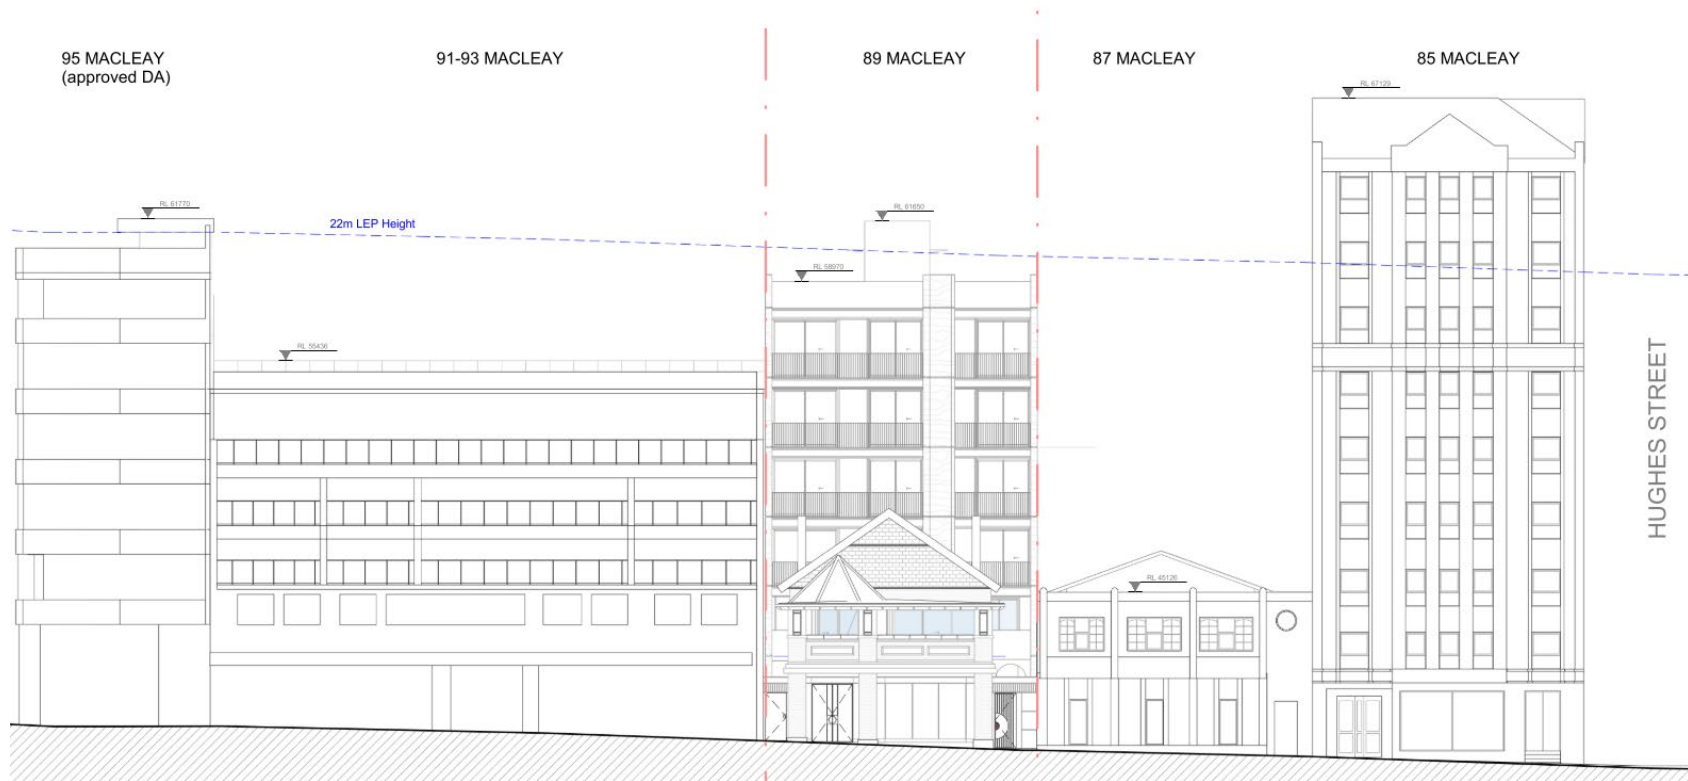 95 MACLEAY
(approved DA)
91-93 MACLEAY
89 MACLEAY
87 MACLEAY
85 MACLEAY
RL 67120
RL 61770
22m LEP Height
RL 61650
RL 58970
RL 55436
RL 45126
HUGHES STREET